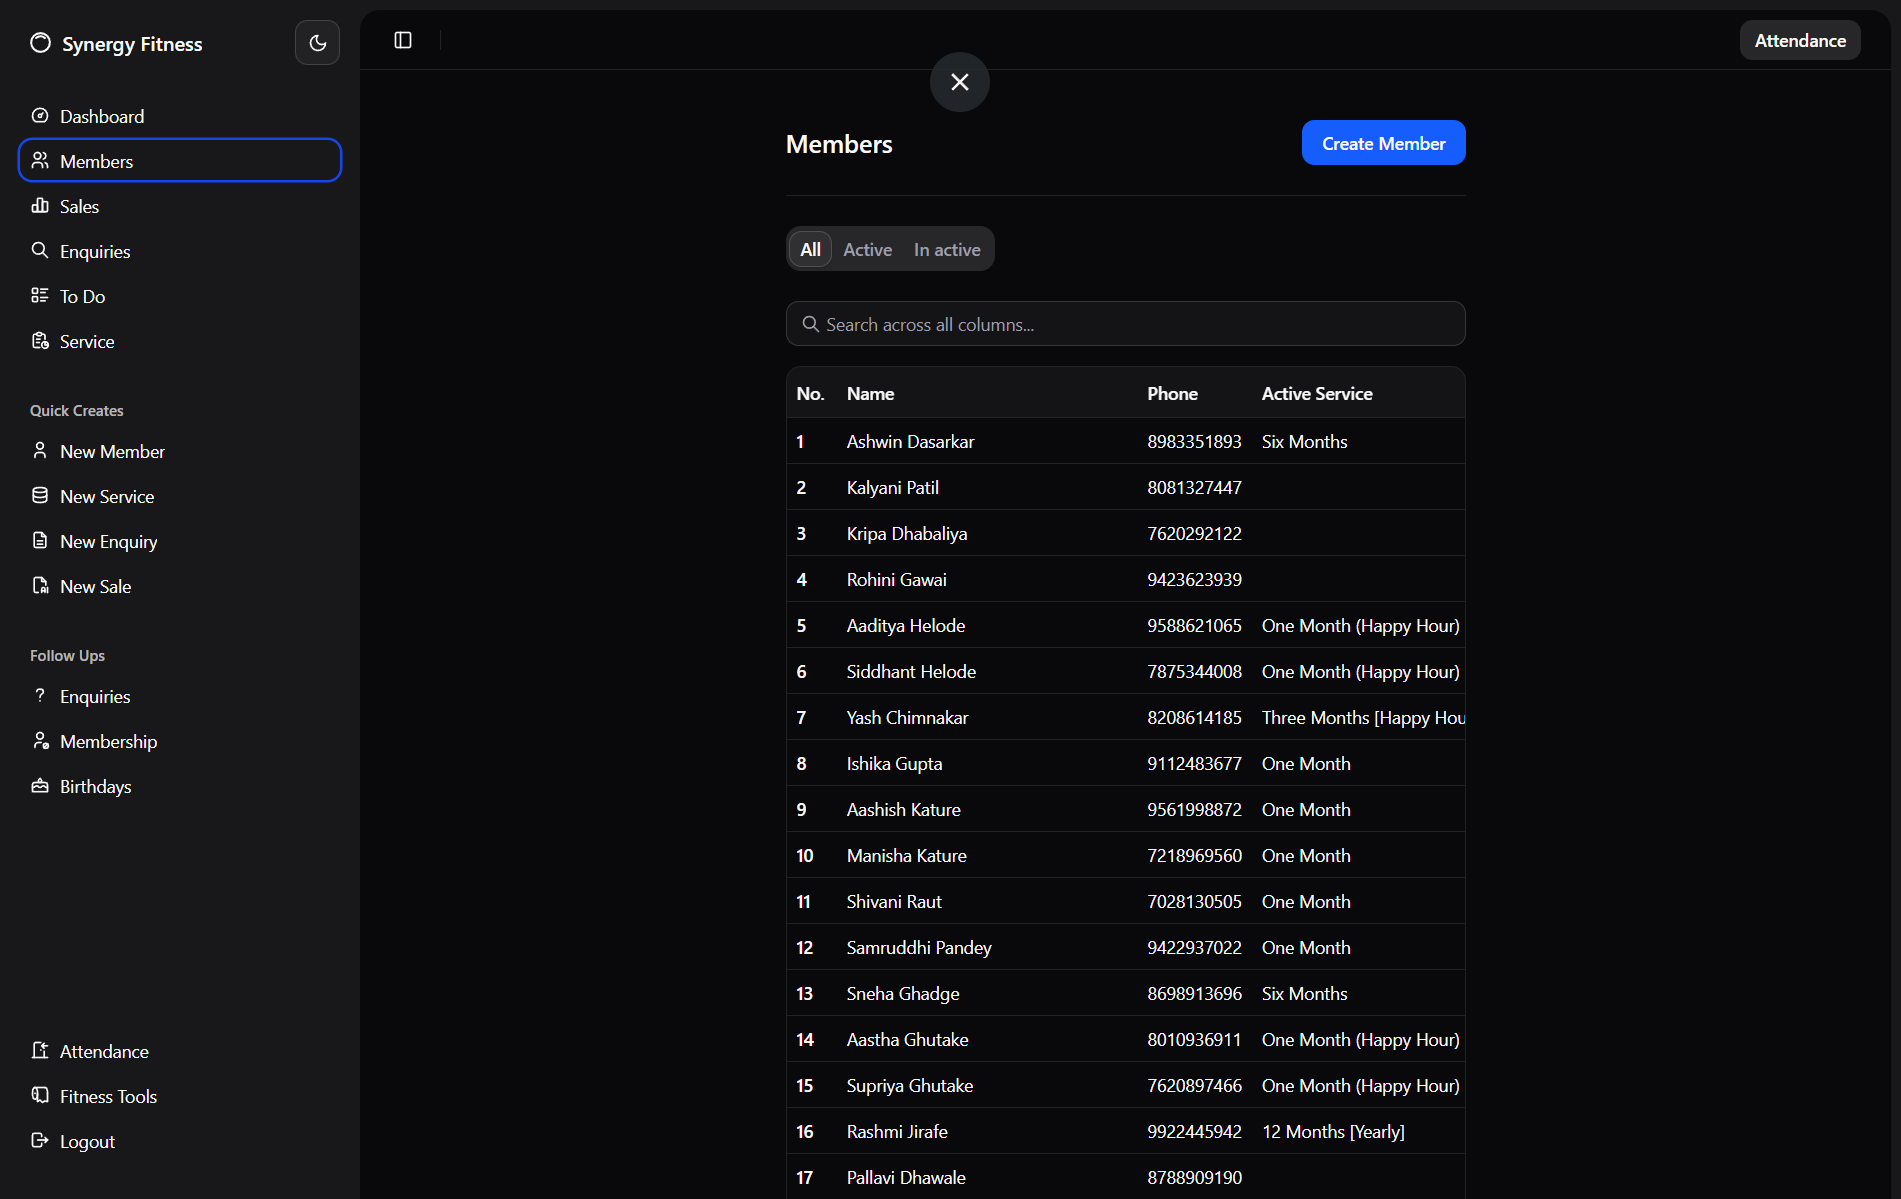 Synergy Fitness
Dashboard
Members
Sales
Enquiries
To Do
Service
Quick Creates
New Member
New Service
New Enquiry
New Sale
Follow Ups
? Enquiries
Membership
Birthdays
Attendance
Fitness Tools
Logout
Attendance
Members
Create Member
All Active In active
Search across all columns...
No. Name Phone Active Service
1 Ashwin Dasarkar 8983351893 Six Months
2 Kalyani Patil 8081327447
3 Kripa Dhabaliya 7620292122
4 Rohini Gawai 9423623939
5 Aaditya Helode 9588621065 One Month (Happy Hour)
6 Siddhant Helode 7875344008 One Month (Happy Hour)
7 Yash Chimnakar 8208614185 Three Months [Happy Hou
8 Ishika Gupta 9112483677 One Month
9 Aashish Kature 9561998872 One Month
10 Manisha Kature 7218969560 One Month
11 Shivani Raut 7028130505 One Month
12 Samruddhi Pandey 9422937022 One Month
13 Sneha Ghadge 8698913696 Six Months
14 Aastha Ghutake 8010936911 One Month (Happy Hour)
15 Supriya Ghutake 7620897466 One Month (Happy Hour)
16 Rashmi Jirafe 9922445942 12 Months [Yearly]
17 Pallavi Dhawale 8788909190